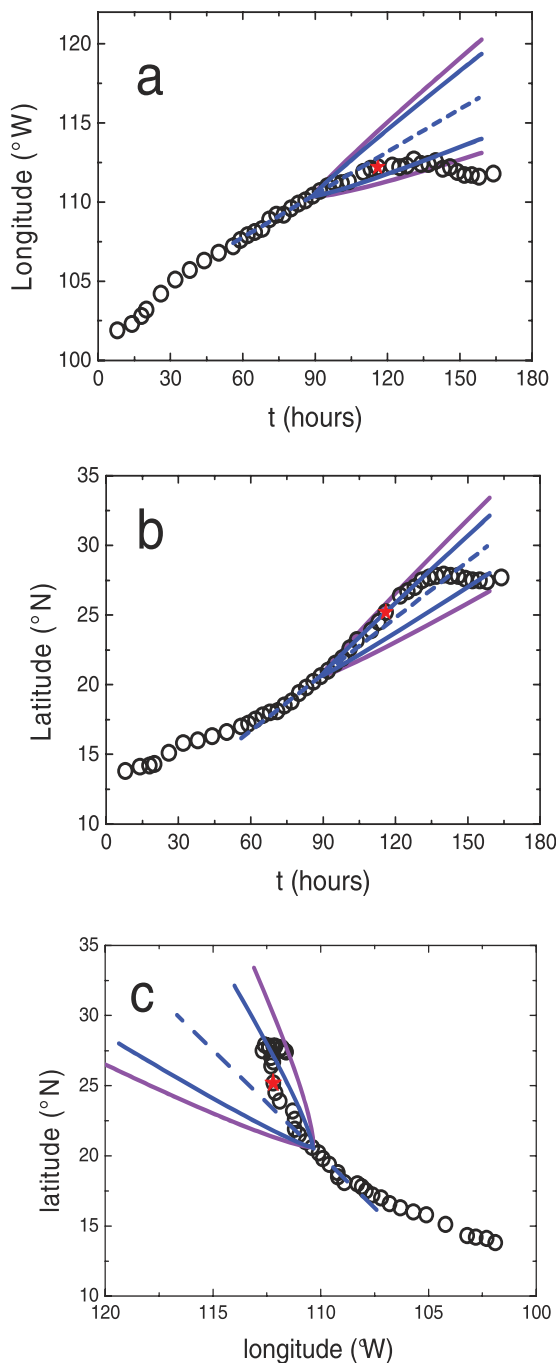 120
a
115
Longitude (°W)
110
105
100
0 30 60 90 120 150 180
t (hours)
35
b
30
Latitude (°N)
25
20
15
10
0 30 60 90 120 150 180
t (hours)
35
c
30
latitude (°N)
25
20
15
10
120 115 110 105 100
longitude (°W)